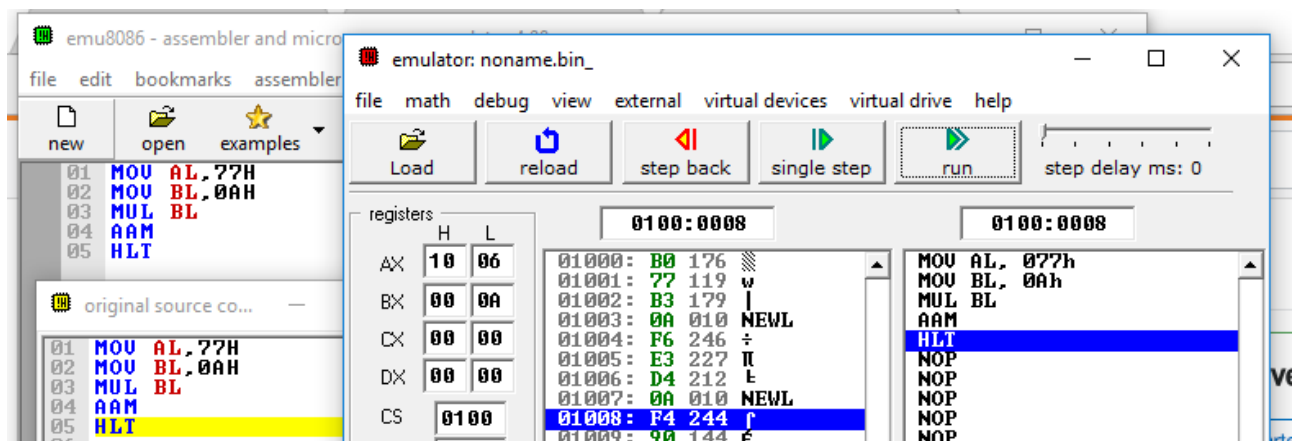 emu8086 - assembler and micro
file edit bookmarks assembler
new open examples
01 MOV AL,77H
02 MOV BL,0AH
03 MUL BL
04 AAM
05 HLT
original source co...
01 MOV AL,77H
02 MOV BL,0AH
03 MUL BL
04 AAM
05 HLT
emulator: noname.bin_
file math debug view external virtual devices virtual drive help
Load reload step back single step run step delay ms: 0
registers
H L
AX 10 06
BX 00 0A
CX 00 00
DX 00 00
CS 0100
0100:0008
01000: B0 176 ▒
01001: 77 119 w
01002: B3 179 │
01003: 0A 010 NEWL
01004: F6 246 ÷
01005: E3 227 π
01006: D4 212 ╘
01007: 0A 010 NEWL
01008: F4 244 ⌠
01009: 90 144 É
0100:0008
MOV AL, 077h
MOV BL, 0Ah
MUL BL
AAM
HLT
NOP
NOP
NOP
NOP
NOP